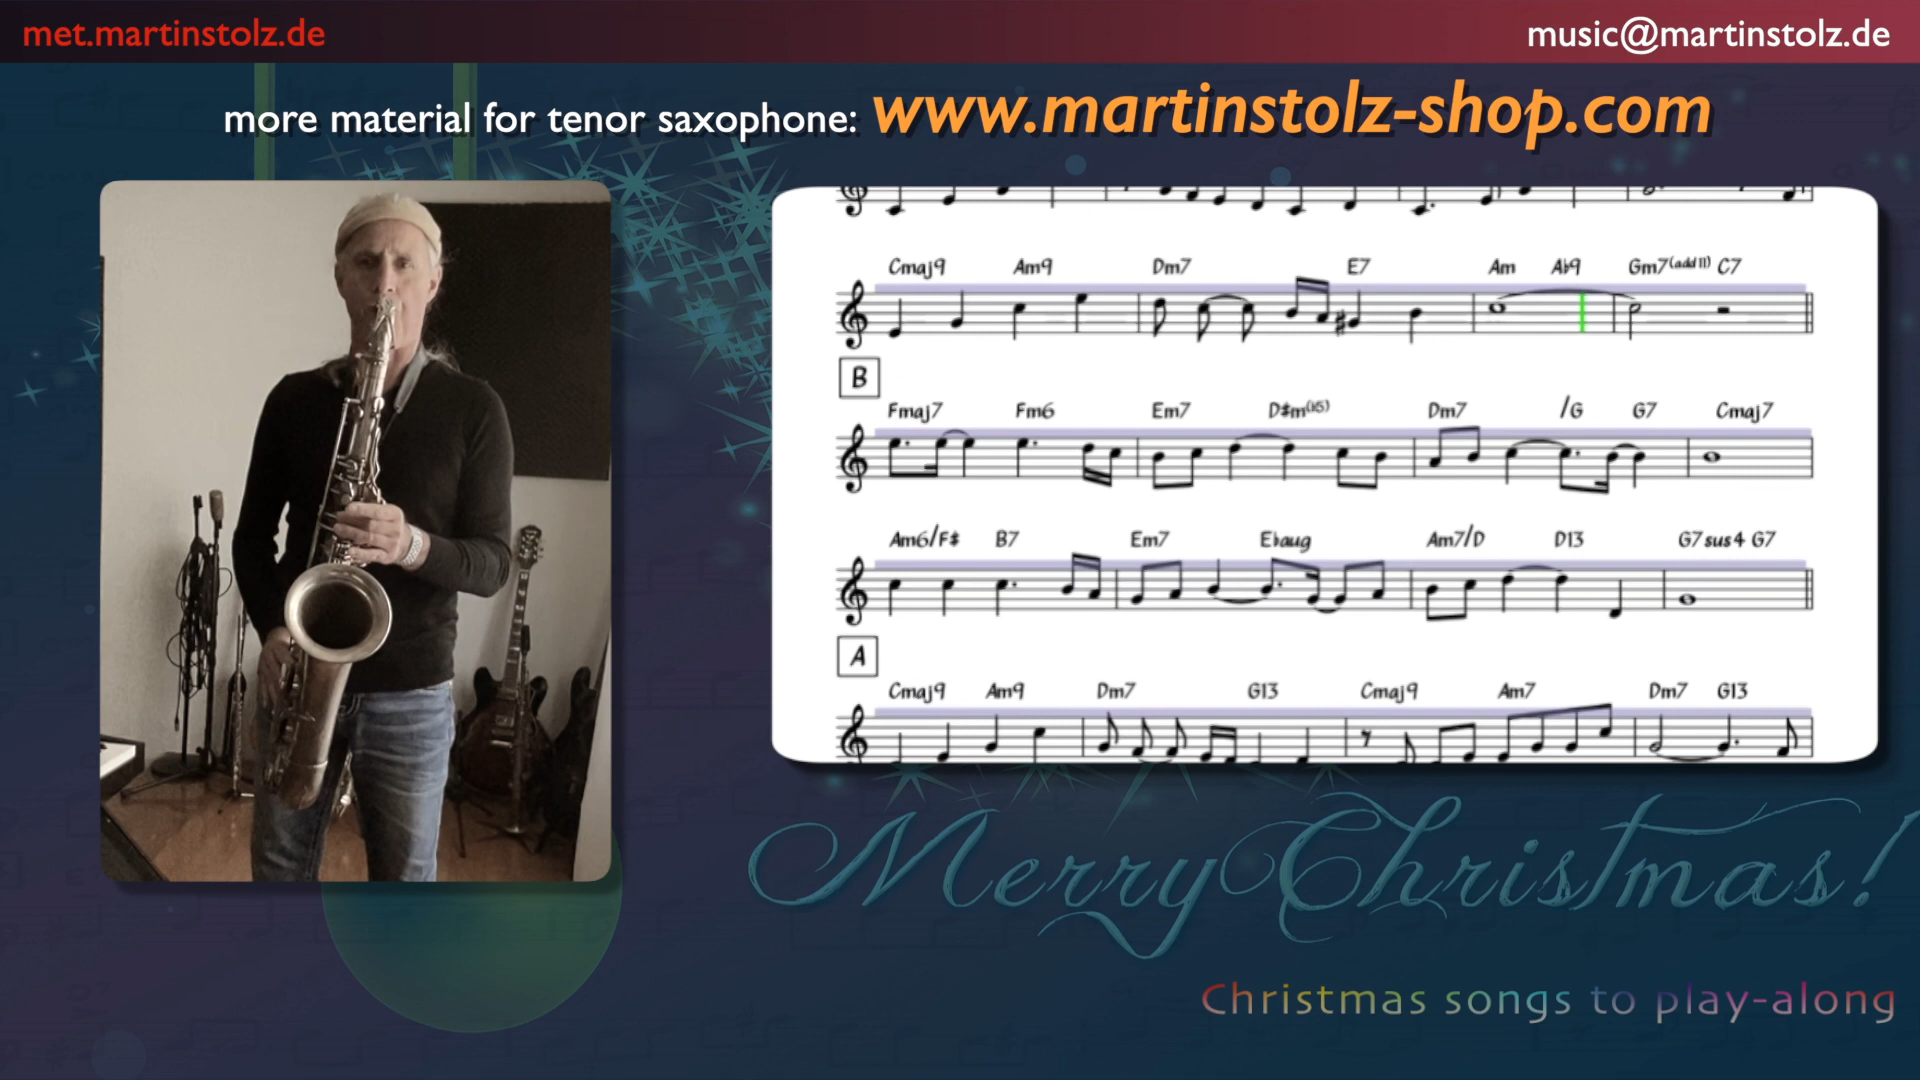 met.martinstolz.de
music@martinstolz.de
more material for tenor saxophone: www.martinstolz-shop.com
Cmaj9 Am9 Dm7 E7 Am A♭9 Gm7(add11) C7
B
Fmaj7 Fm6 Em7 D#m(♭5) Dm7 /G G7 Cmaj7
Am6/F# B7 Em7 E♭aug Am7/D D13 G7sus4 G7
A
Cmaj9 Am9 Dm7 G13 Cmaj9 Am7 Dm7 G13
Merry Christmas!
Christmas songs to play-along